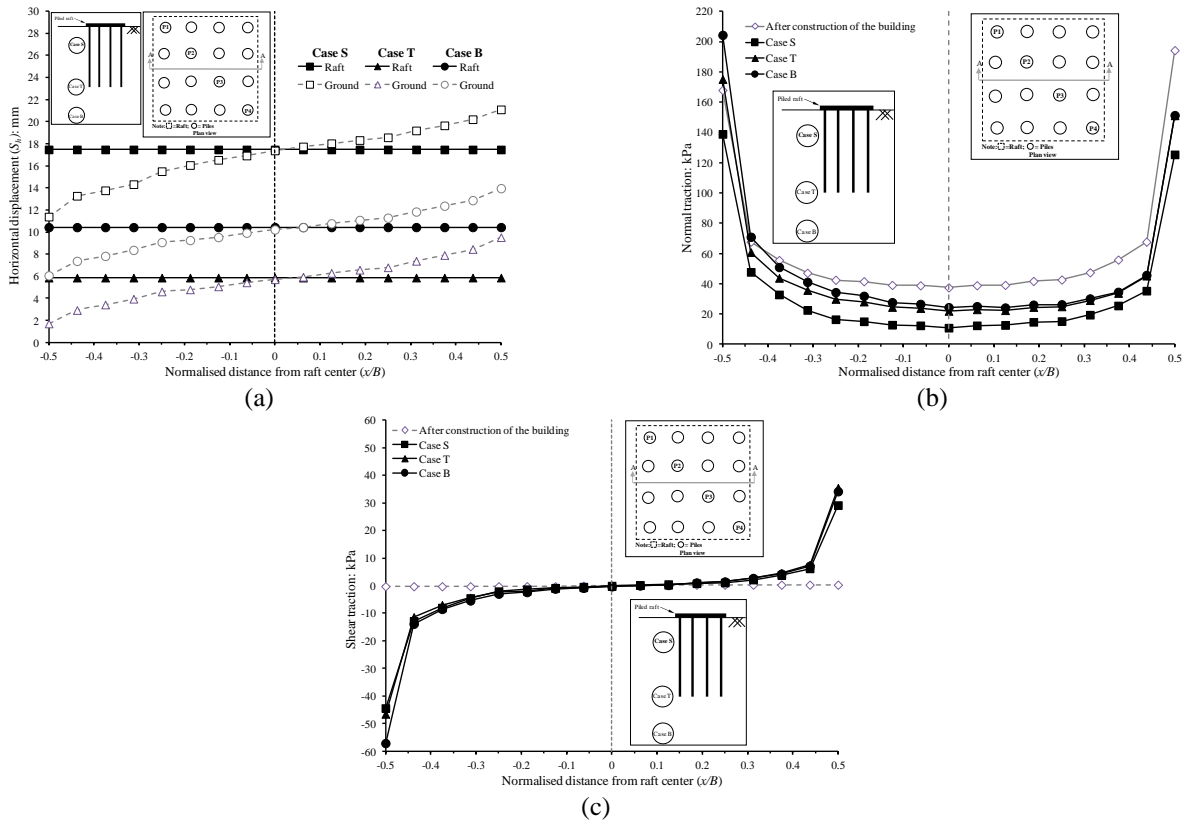 Horizontal displacement (Sh): mm
30
28
26
24
22
20
18
16
14
12
10
8
6
4
2
0
-0.5 -0.4 -0.3 -0.2 -0.1 0 0.1 0.2 0.3 0.4 0.5
Normalised distance from raft center (x/B)
Piled raft
Case S
Case T
Case B
P1
P2
A A
P3
P4
Note: =Raft; = Piles
Plan view
Case S Case T Case B
Raft Raft Raft
Ground Ground Ground
(a)
Normal traction: kPa
220
200
180
160
140
120
100
80
60
40
20
0
-0.5 -0.4 -0.3 -0.2 -0.1 0 0.1 0.2 0.3 0.4 0.5
Normalised distance from raft center (x/B)
After construction of the building
Case S
Case T
Case B
Piled raft
Case S
Case T
Case B
P1
P2
A A
P3
P4
Note: =Raft; = Piles
Plan view
(b)
Shear traction: kPa
60
50
40
30
20
10
0
-10
-20
-30
-40
-50
-60
-0.5 -0.4 -0.3 -0.2 -0.1 0 0.1 0.2 0.3 0.4 0.5
Normalised distance from raft center (x/B)
After construction of the building
Case S
Case T
Case B
P1
P2
A A
P3
P4
Note: =Raft; = Piles
Plan view
Piled raft
Case S
Case T
Case B
(c)